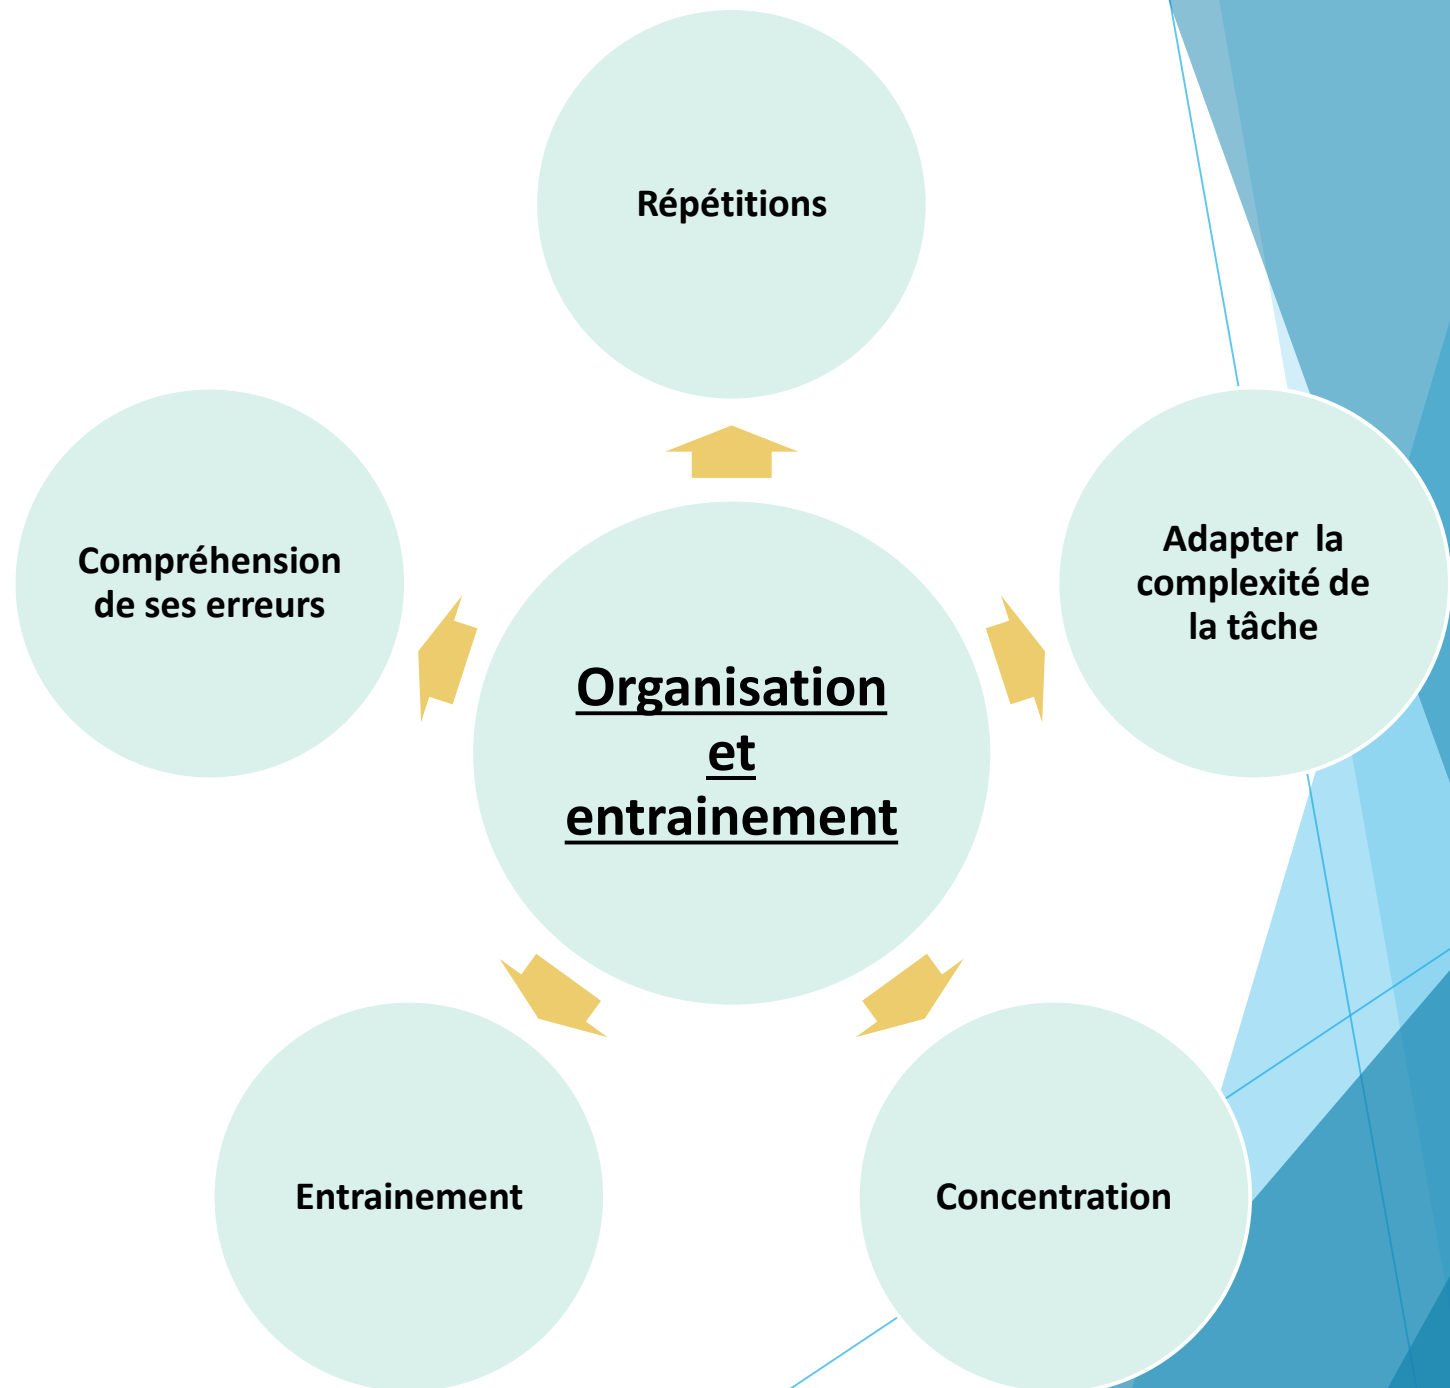 Répétitions
Compréhension
de ses erreurs
Adapter  la
complexité de
la tâche
Organisation
et
entrainement
Entrainement
Concentration